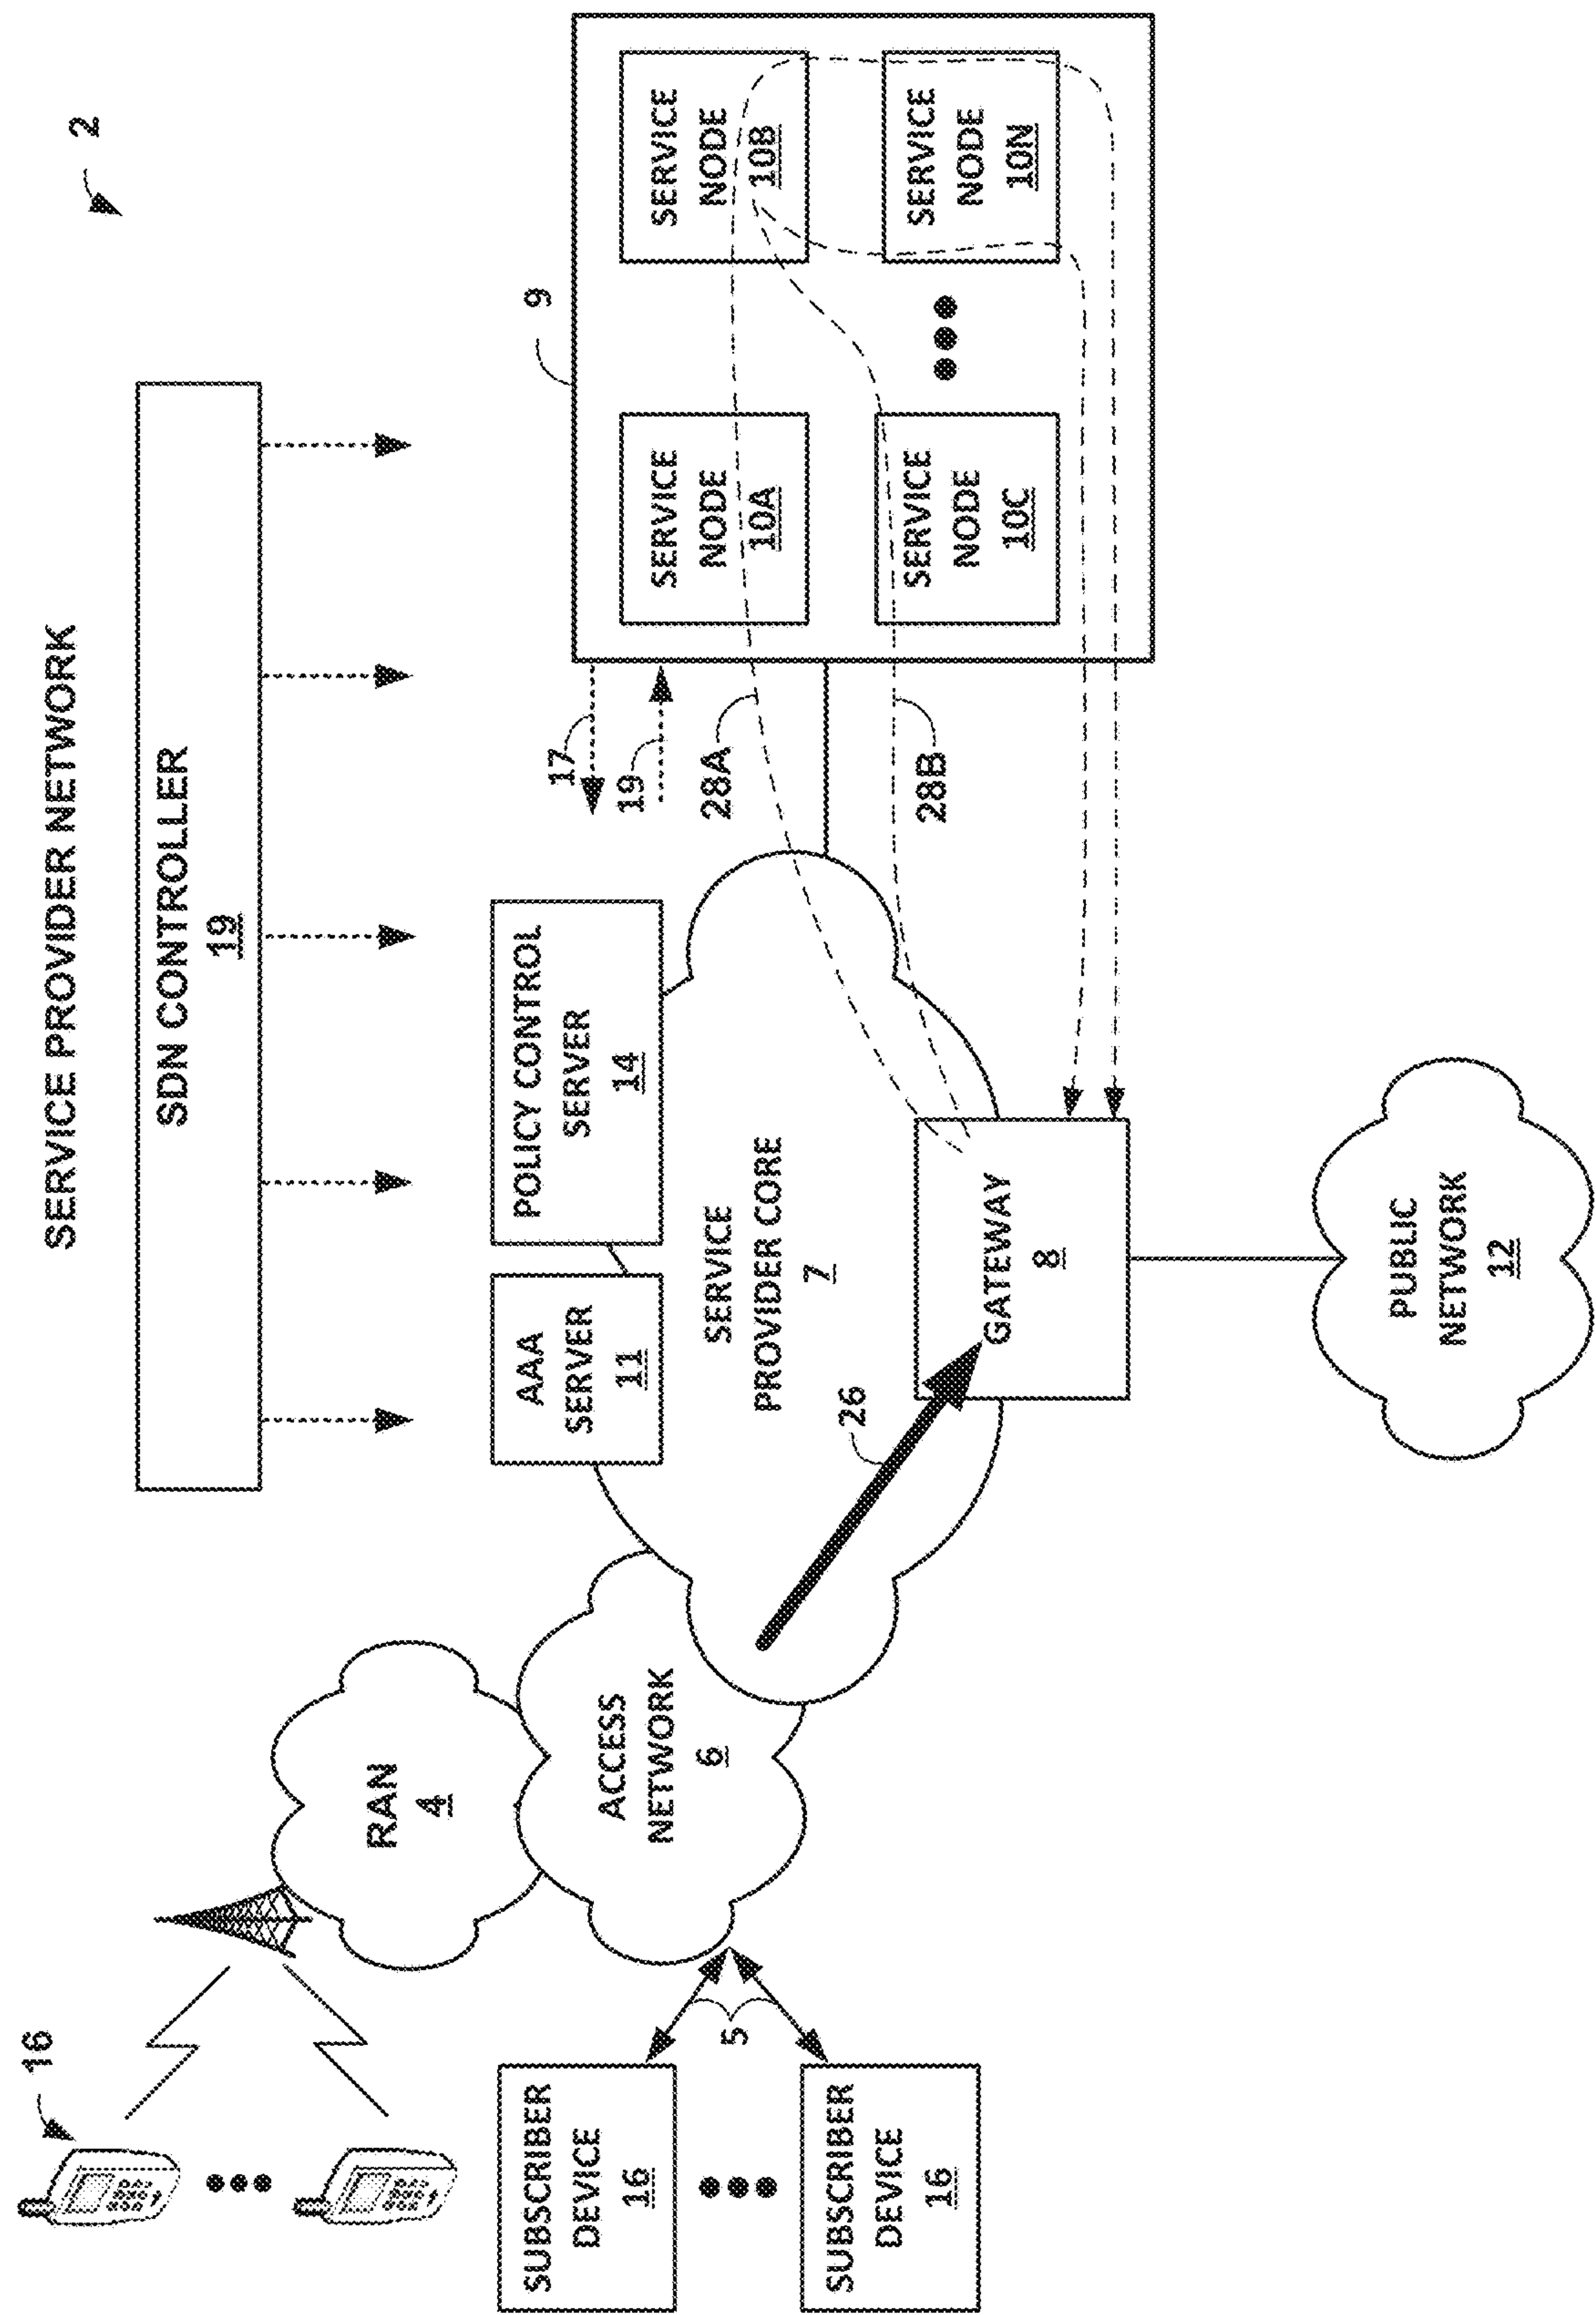 SERVICE PROVIDER NETWORK
2
SDN CONTROLLER
19
16
RAN
4
AAA
SERVER
11
POLICY CONTROL
SERVER
14
9
17
19
28A
28B
SERVICE
NODE
10A
SERVICE
NODE
10B
SERVICE
NODE
10C
SERVICE
NODE
10N
SUBSCRIBER
DEVICE
16
SUBSCRIBER
DEVICE
16
5
ACCESS
NETWORK
6
SERVICE
PROVIDER CORE
7
26
GATEWAY
8
PUBLIC
NETWORK
12